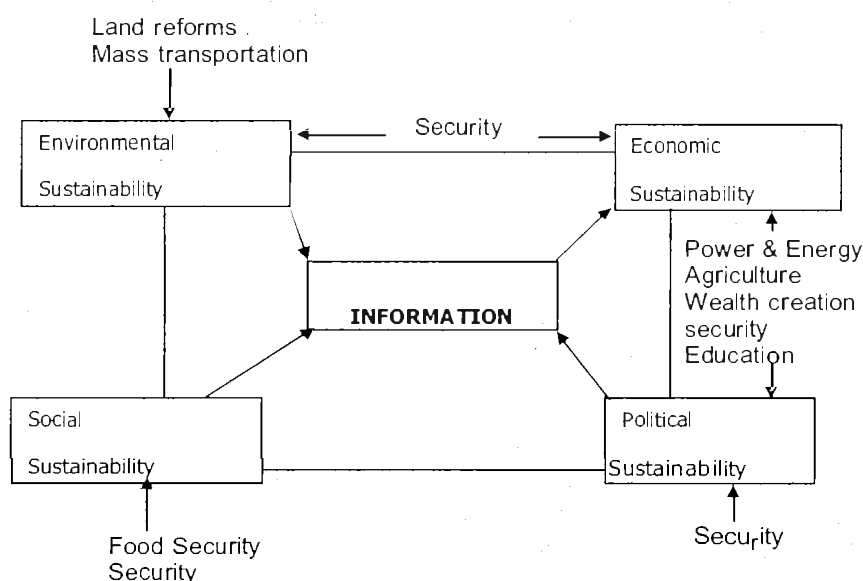 Land reforms .
Mass transportation
Environmental
Sustainability
Security
Economic
Sustainability
INFORMATION
Power & Energy
Agriculture
Wealth creation
security
Education
Social
Sustainability
Political
Sustainability
Food Security
Security
Security